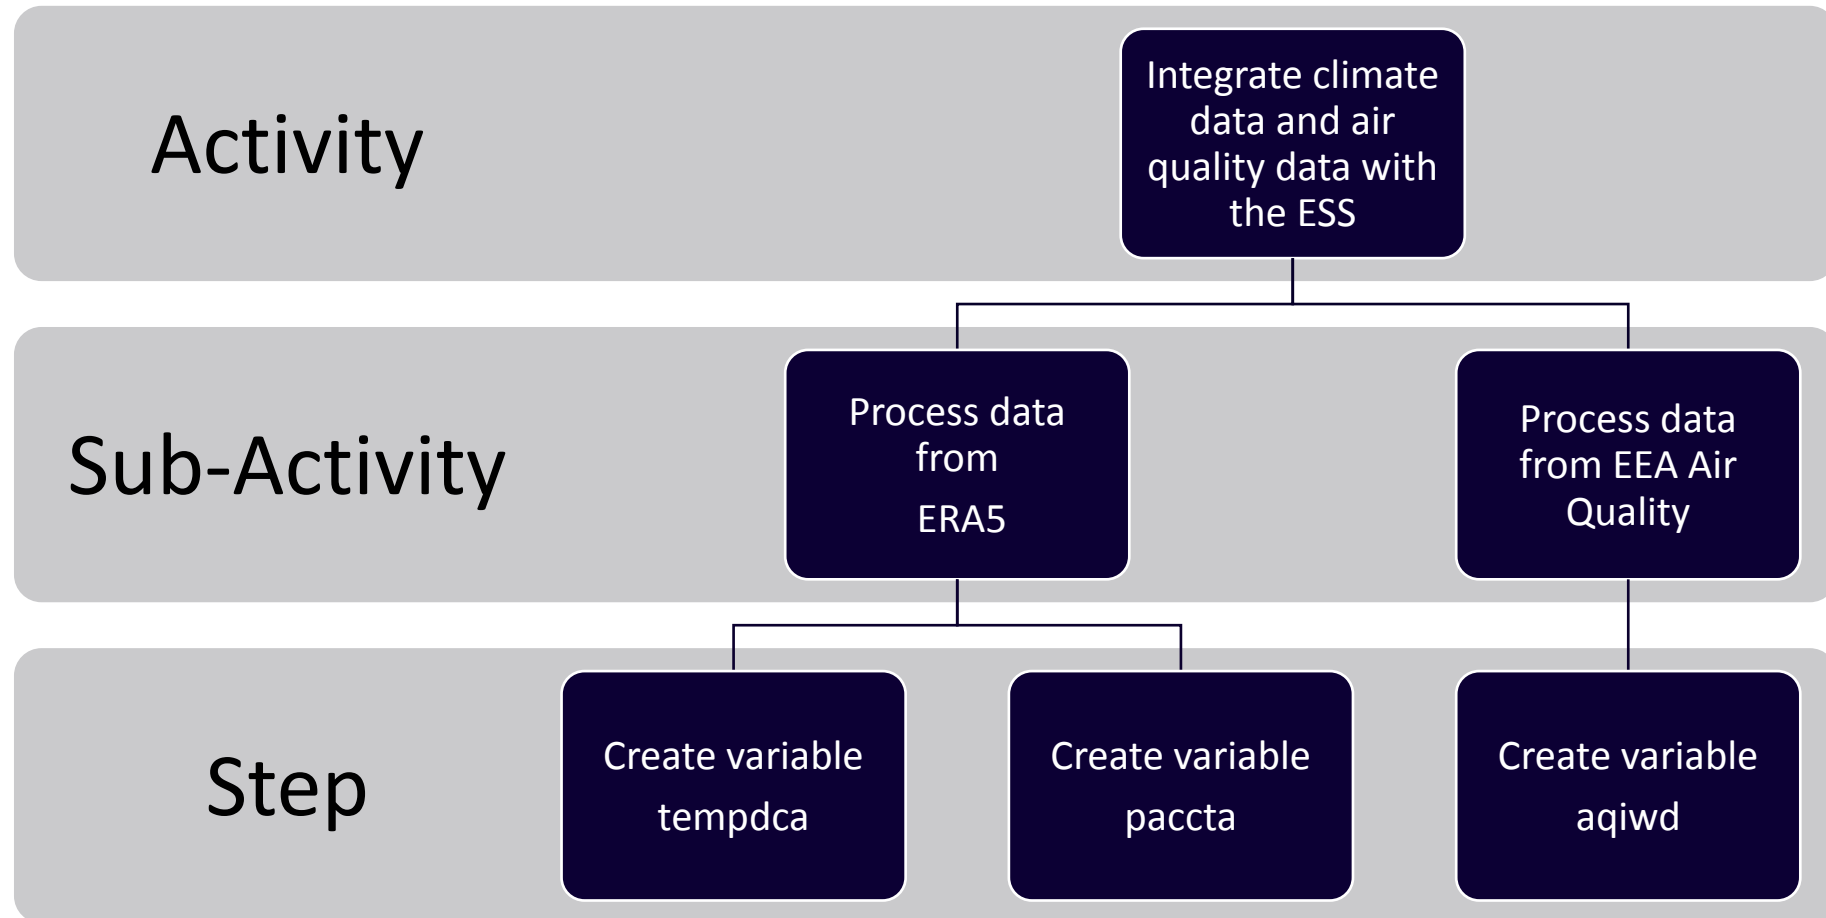 Activity
Integrate climate
data and air
quality data with
the ESS
Sub-Activity
Process data
from
ERA5
Process data
from EEA Air
Quality
Step
Create variable
tempdca
Create variable
paccta
Create variable
aqiwd